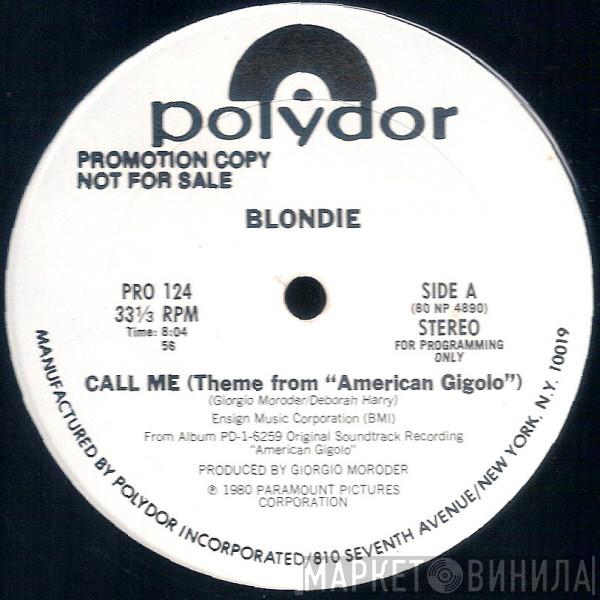 polydor
PROMOTION COPY
NOT FOR SALE
BLONDIE
PRO 124
33⅓ RPM
Time: 8:04
56
SIDE A
(80 NP 4890)
STEREO
FOR PROGRAMMING
ONLY
CALL ME (Theme from “American Gigolo”)
(Giorgio Moroder/Deborah Harry)
Ensign Music Corporation (BMI)
From Album PD-1-6259 Original Soundtrack Recording
"American Gigolo"
PRODUCED BY GIORGIO MORODER
℗ 1980 PARAMOUNT PICTURES
CORPORATION
MANUFACTURED BY POLYDOR INCORPORATED/810 SEVENTH AVENUE/NEW YORK, N.Y. 10019
МАРКЕТ ВИНИЛА